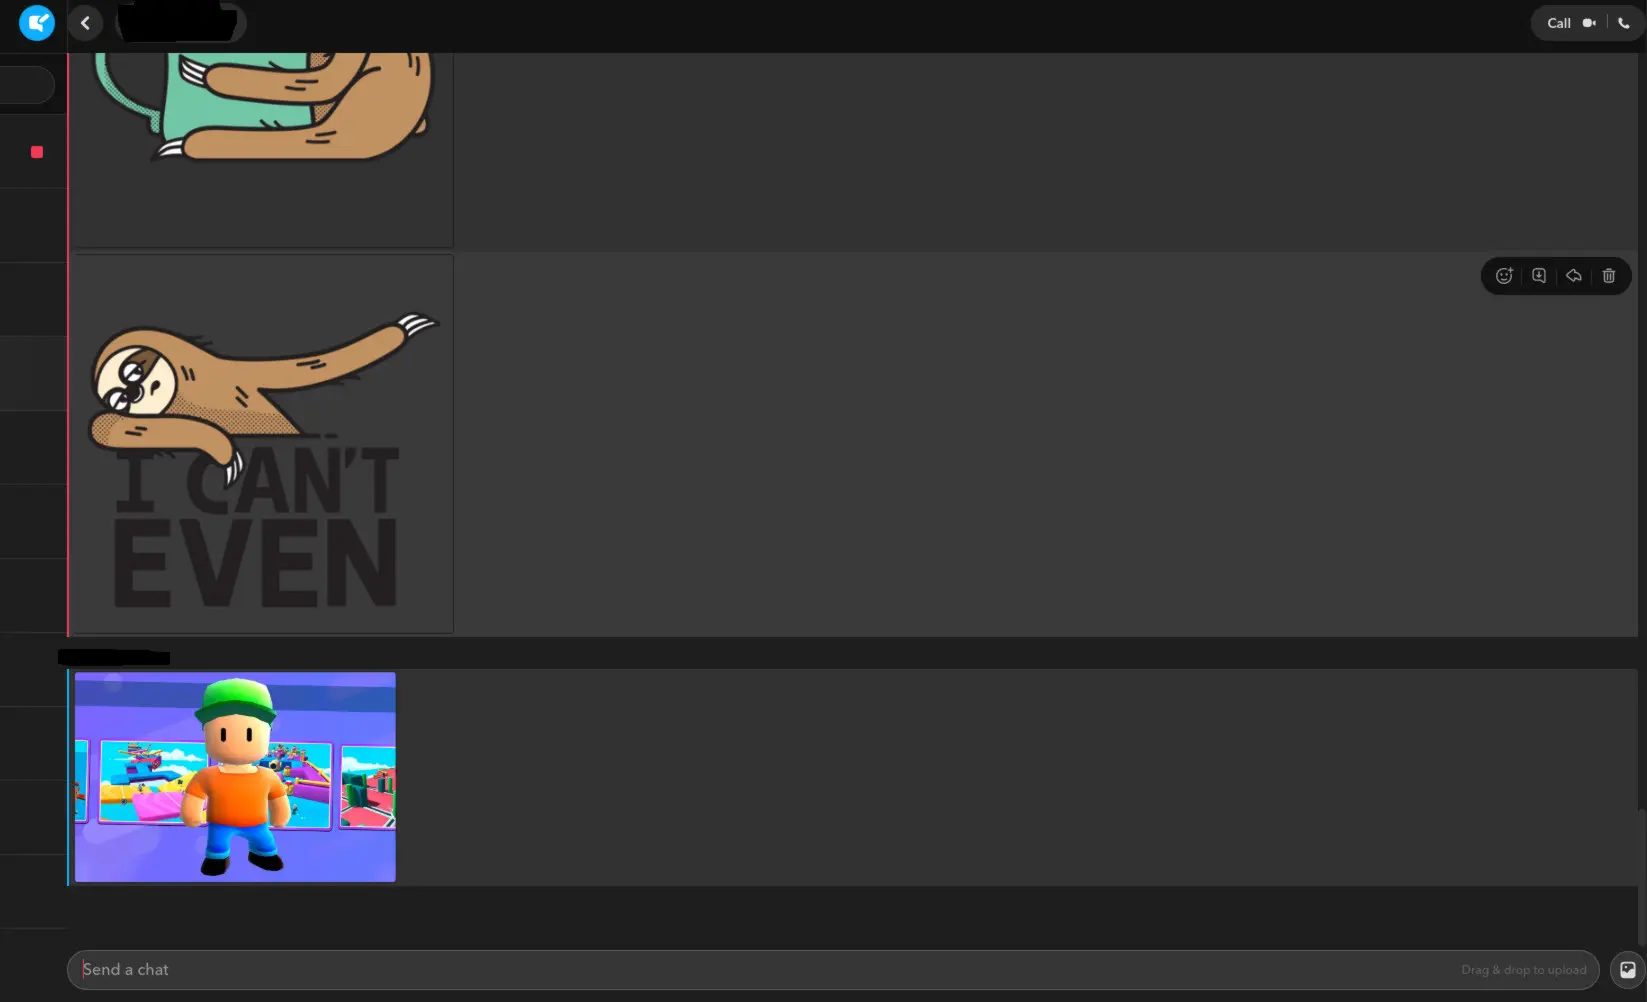 Call
I CAN'T
EVEN
Send a chat
Drag & drop to upload